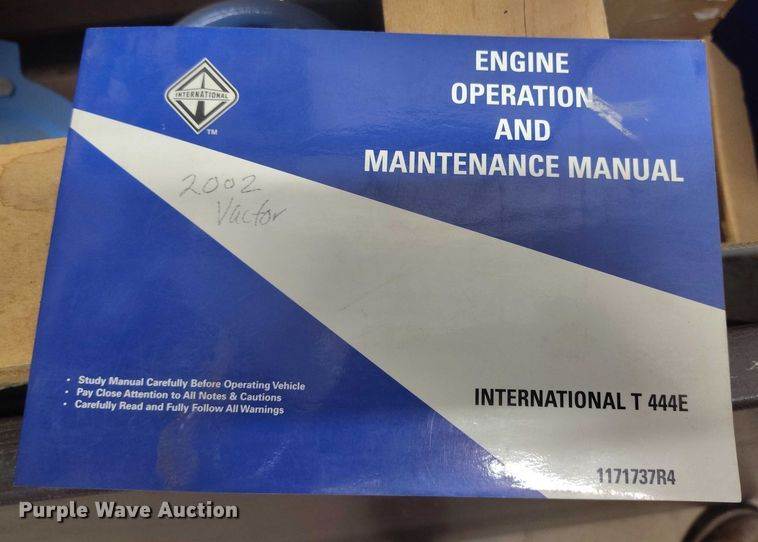 ENGINE
OPERATION
AND
MAINTENANCE MANUAL
INTERNATIONAL
TM
2002
Vactor
• Study Manual Carefully Before Operating Vehicle
• Pay Close Attention to All Notes & Cautions
• Carefully Read and Fully Follow All Warnings
INTERNATIONAL T 444E
1171737R4
Purple Wave Auction